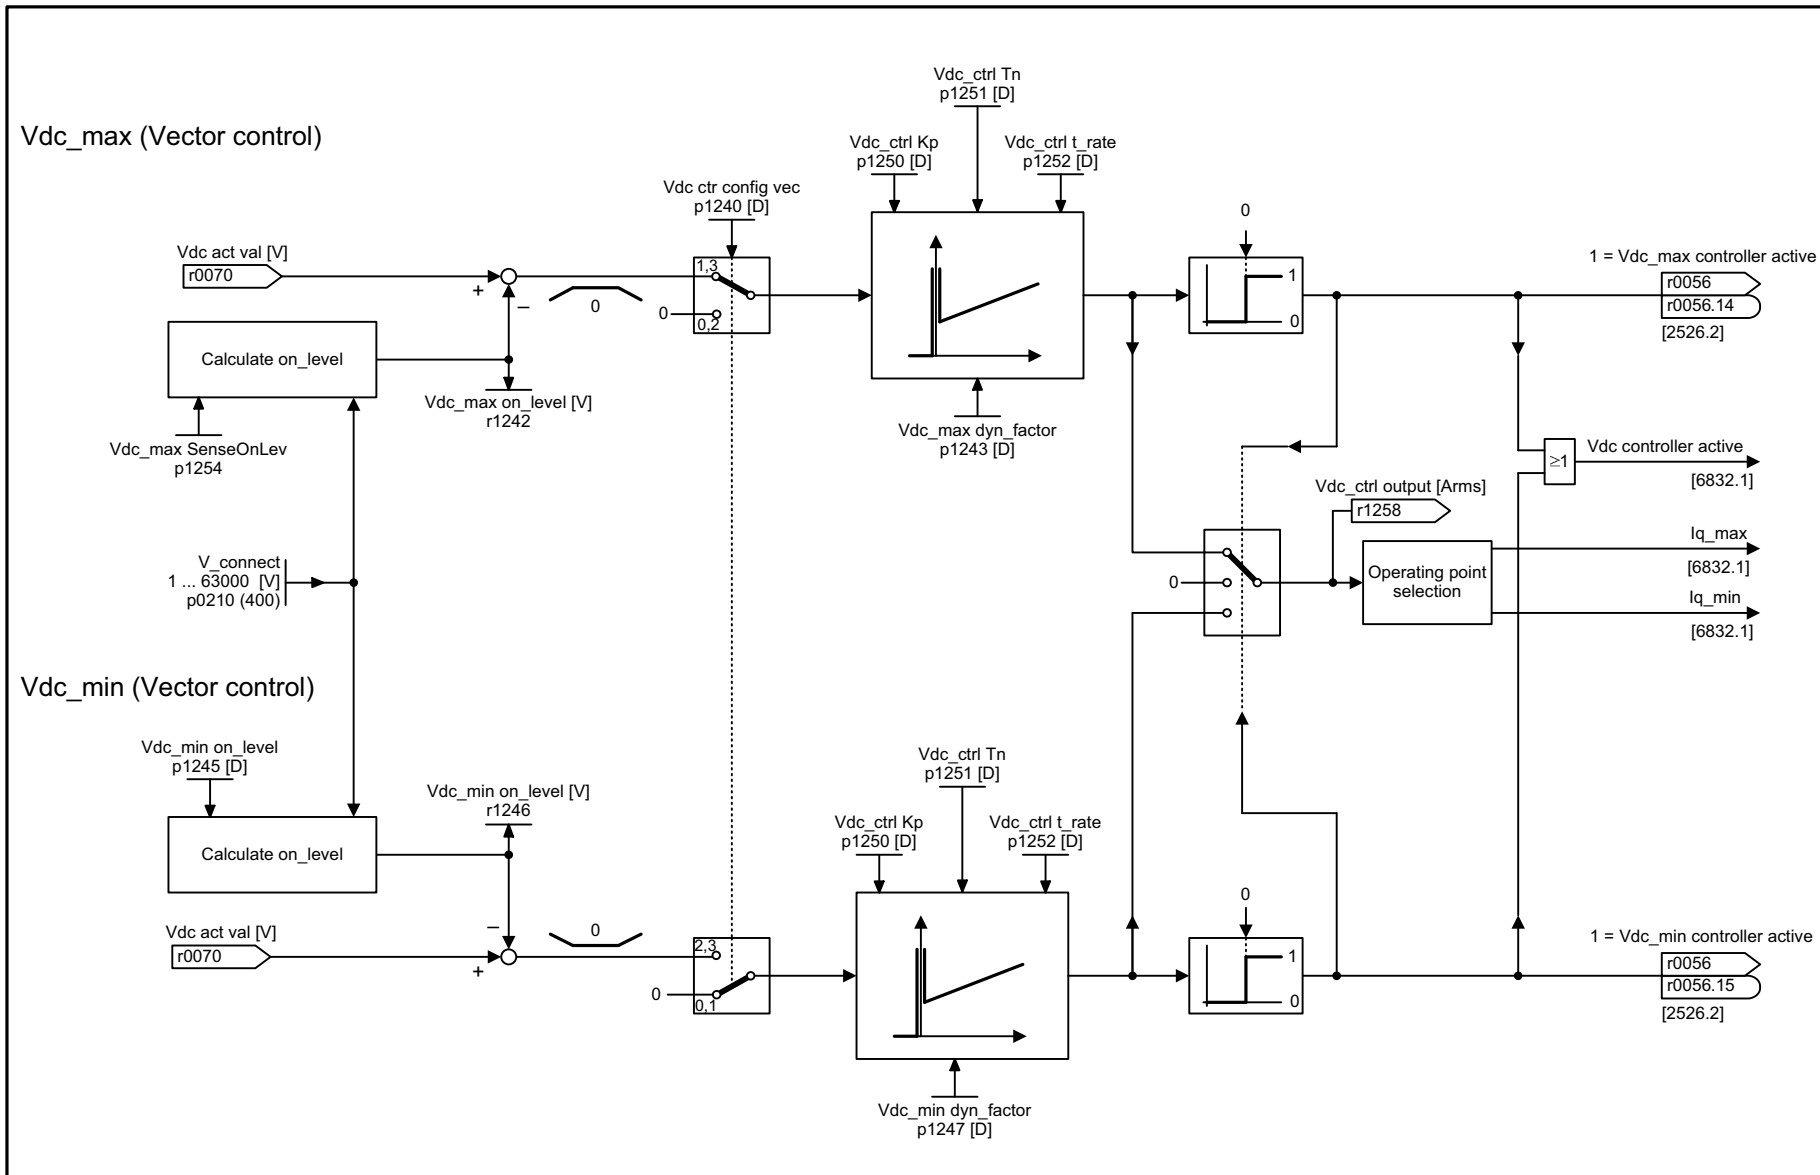 Vdc_max (Vector control)
Vdc_ctrl Tn
p1251 [D]
Vdc_ctrl Kp
p1250 [D]
Vdc_ctrl t_rate
p1252 [D]
Vdc ctr config vec
p1240 [D]
Vdc act val [V]
r0070
+
–
0
1,3
0
0,2
0
1
0
1 = Vdc_max controller active
r0056
r0056.14
[2526.2]
Calculate on_level
Vdc_max on_level [V]
r1242
Vdc_max SenseOnLev
p1254
Vdc_max dyn_factor
p1243 [D]
≥1
Vdc controller active
[6832.1]
Vdc_ctrl output [Arms]
r1258
V_connect
1 ... 63000 [V]
p0210 (400)
0
Operating point
selection
Iq_max
[6832.1]
Iq_min
[6832.1]
Vdc_min (Vector control)
Vdc_min on_level
p1245 [D]
Vdc_min on_level [V]
r1246
Calculate on_level
Vdc_ctrl Tn
p1251 [D]
Vdc_ctrl Kp
p1250 [D]
Vdc_ctrl t_rate
p1252 [D]
Vdc act val [V]
r0070
+
–
0
2,3
0
0,1
0
1
0
1 = Vdc_min controller active
r0056
r0056.15
[2526.2]
Vdc_min dyn_factor
p1247 [D]